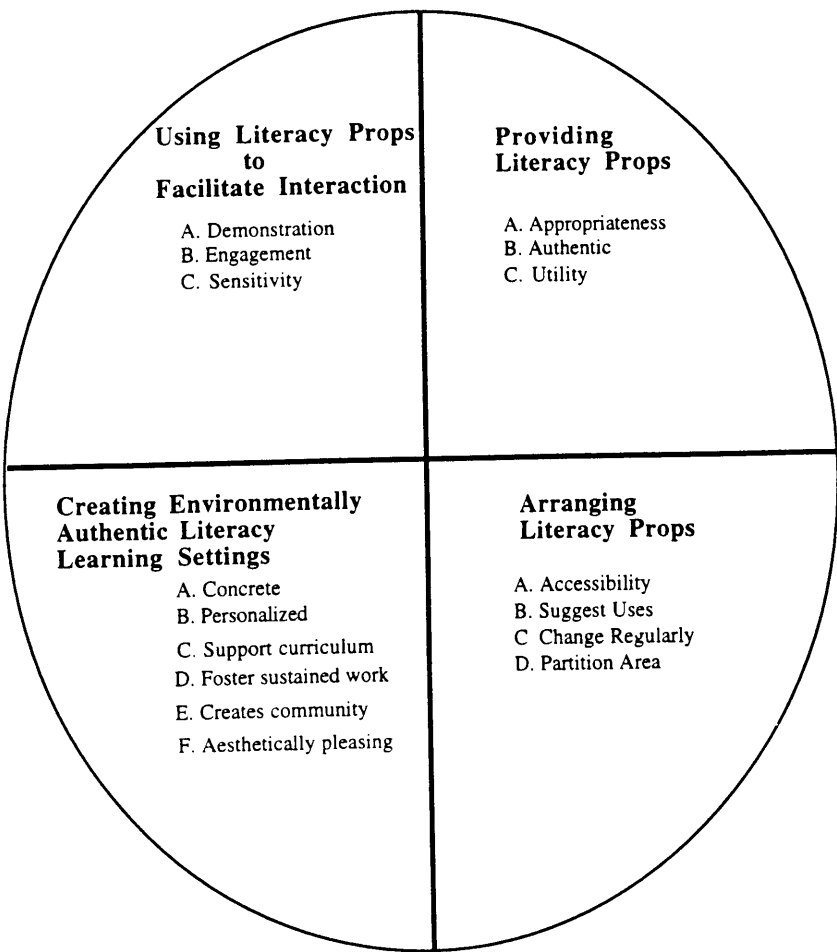 Using Literacy Props
to
Facilitate Interaction
A. Demonstration
B. Engagement
C. Sensitivity
Providing
Literacy Props
A. Appropriateness
B. Authentic
C. Utility
Creating Environmentally
Authentic Literacy
Learning Settings
A. Concrete
B. Personalized
C. Support curriculum
D. Foster sustained work
E. Creates community
F. Aesthetically pleasing
Arranging
Literacy Props
A. Accessibility
B. Suggest Uses
C Change Regularly
D. Partition Area